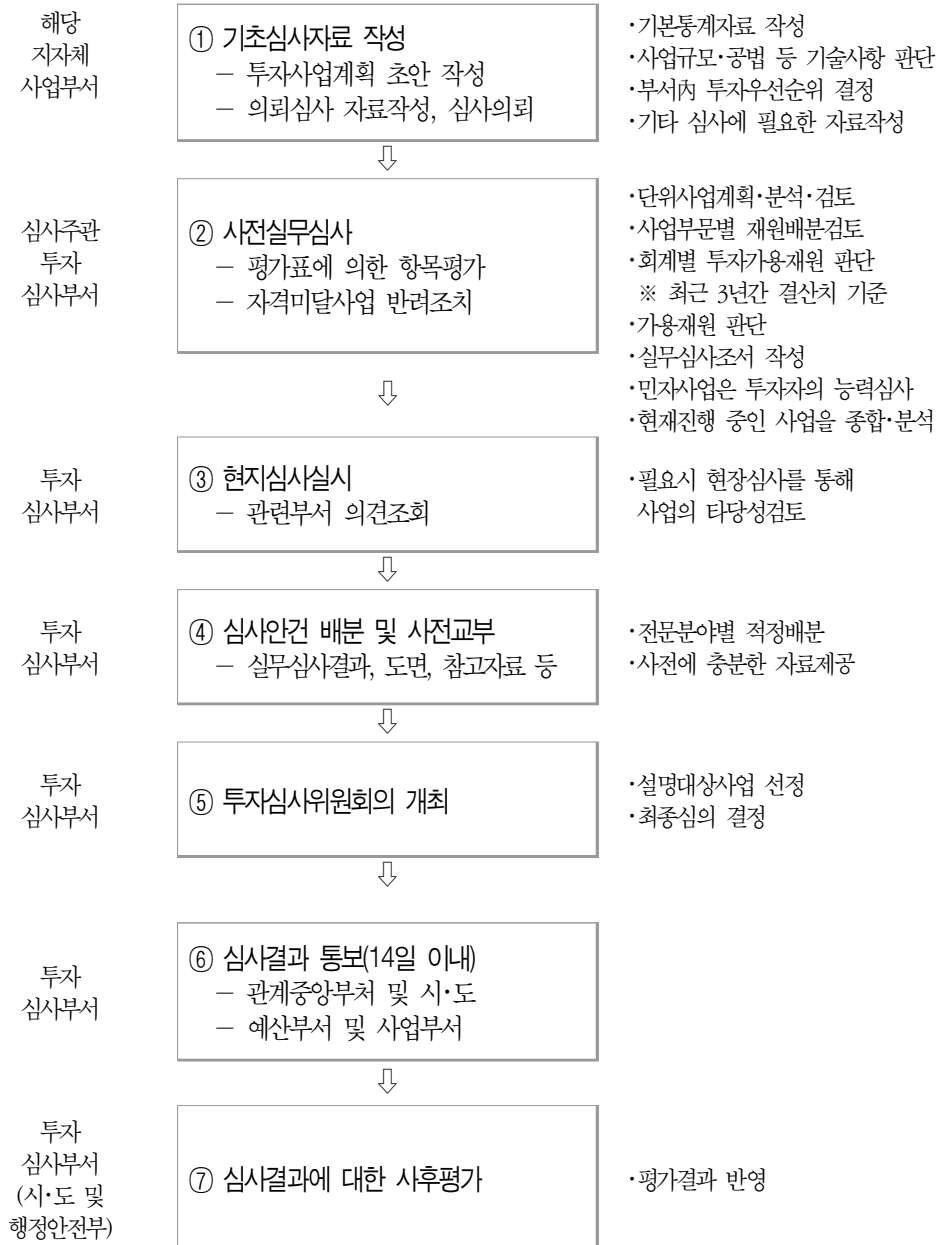 해당
지자체
사업부서
① 기초심사자료 작성
－ 투자사업계획 초안 작성
－ 의뢰심사 자료작성, 심사의뢰
·기본통계자료 작성
·사업규모·공법 등 기술사항 판단
·부서內 투자우선순위 결정
·기타 심사에 필요한 자료작성
⇩
심사주관
투자
심사부서
② 사전실무심사
－ 평가표에 의한 항목평가
－ 자격미달사업 반려조치
·단위사업계획·분석·검토
·사업부문별 재원배분검토
·회계별 투자가용재원 판단
※ 최근 3년간 결산치 기준
·가용재원 판단
·실무심사조서 작성
·민자사업은 투자자의 능력심사
·현재진행 중인 사업을 종합·분석
⇩
투자
심사부서
③ 현지심사실시
－ 관련부서 의견조회
·필요시 현장심사를 통해
사업의 타당성검토
⇩
투자
심사부서
④ 심사안건 배분 및 사전교부
－ 실무심사결과, 도면, 참고자료 등
·전문분야별 적정배분
·사전에 충분한 자료제공
⇩
투자
심사부서
⑤ 투자심사위원회의 개최
·설명대상사업 선정
·최종심의 결정
⇩
투자
심사부서
⑥ 심사결과 통보(14일 이내)
－ 관계중앙부처 및 시·도
－ 예산부서 및 사업부서
⇩
투자
심사부서
(시·도 및
행정안전부)
⑦ 심사결과에 대한 사후평가
·평가결과 반영